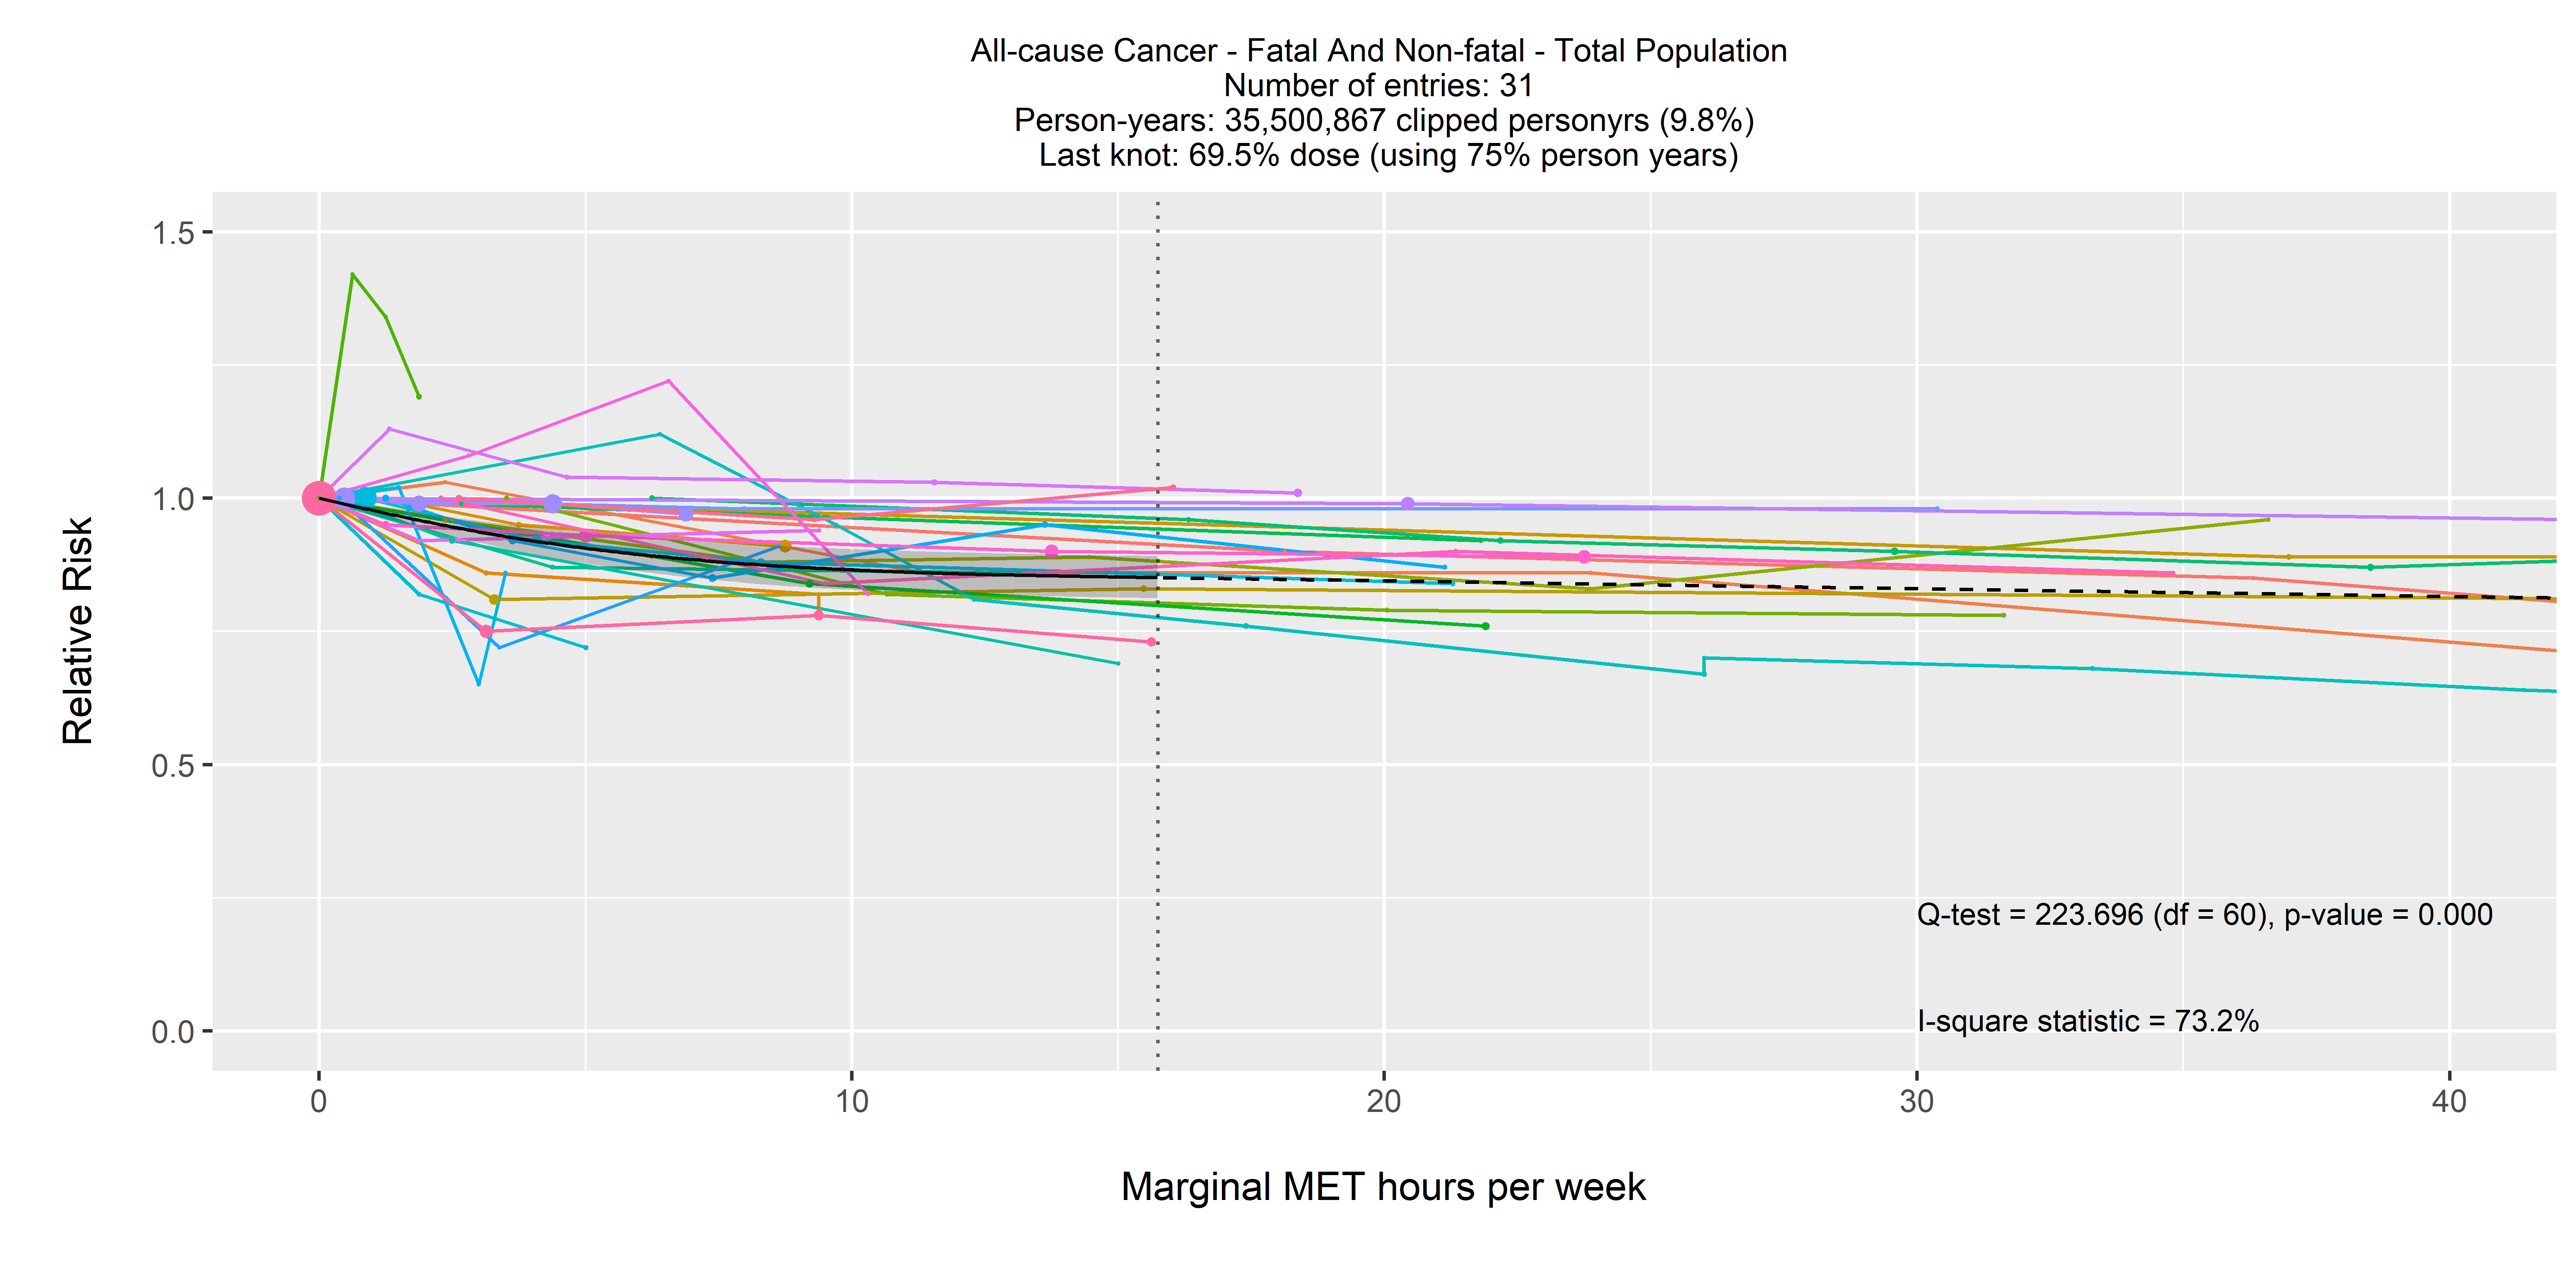 All-cause Cancer - Fatal And Non-fatal - Total Population
Number of entries: 31
Person-years: 35,500,867 clipped personyrs (9.8%)
Last knot: 69.5% dose (using 75% person years)
1.5
1.0
0.5
0.0
Relative Risk
Q-test = 223.696 (df = 60), p-value = 0.000
I-square statistic = 73.2%
0 10 20 30 40
Marginal MET hours per week